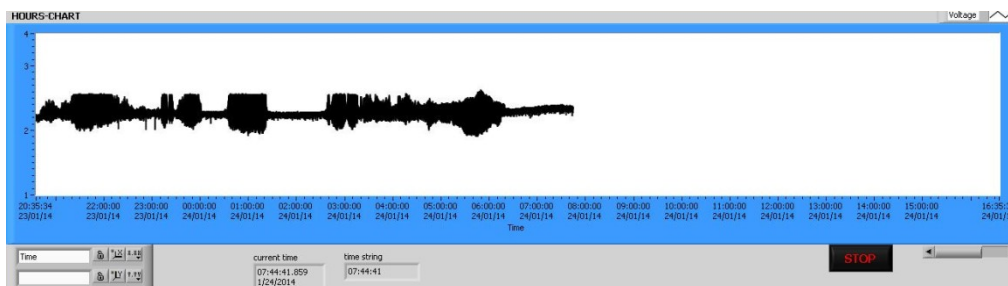 HOURS-CHART
Voltage
4
3
2
1
20:35:34 22:00:00 23:00:00 00:00:00 01:00:00 02:00:00 03:00:00 04:00:00 05:00:00 06:00:00 07:00:00 08:00:00 09:00:00 10:00:00 11:00:00 12:00:00 13:00:00 14:00:00 15:00:00
23/01/14 23/01/14 23/01/14 24/01/14 24/01/14 24/01/14 24/01/14 24/01/14 24/01/14 24/01/14 24/01/14 24/01/14 24/01/14 24/01/14 24/01/14 24/01/14 24/01/14 24/01/14 24/01/14
Time
Time
current time
time string
07:44:41.859
07:44:41
1/24/2014
STOP